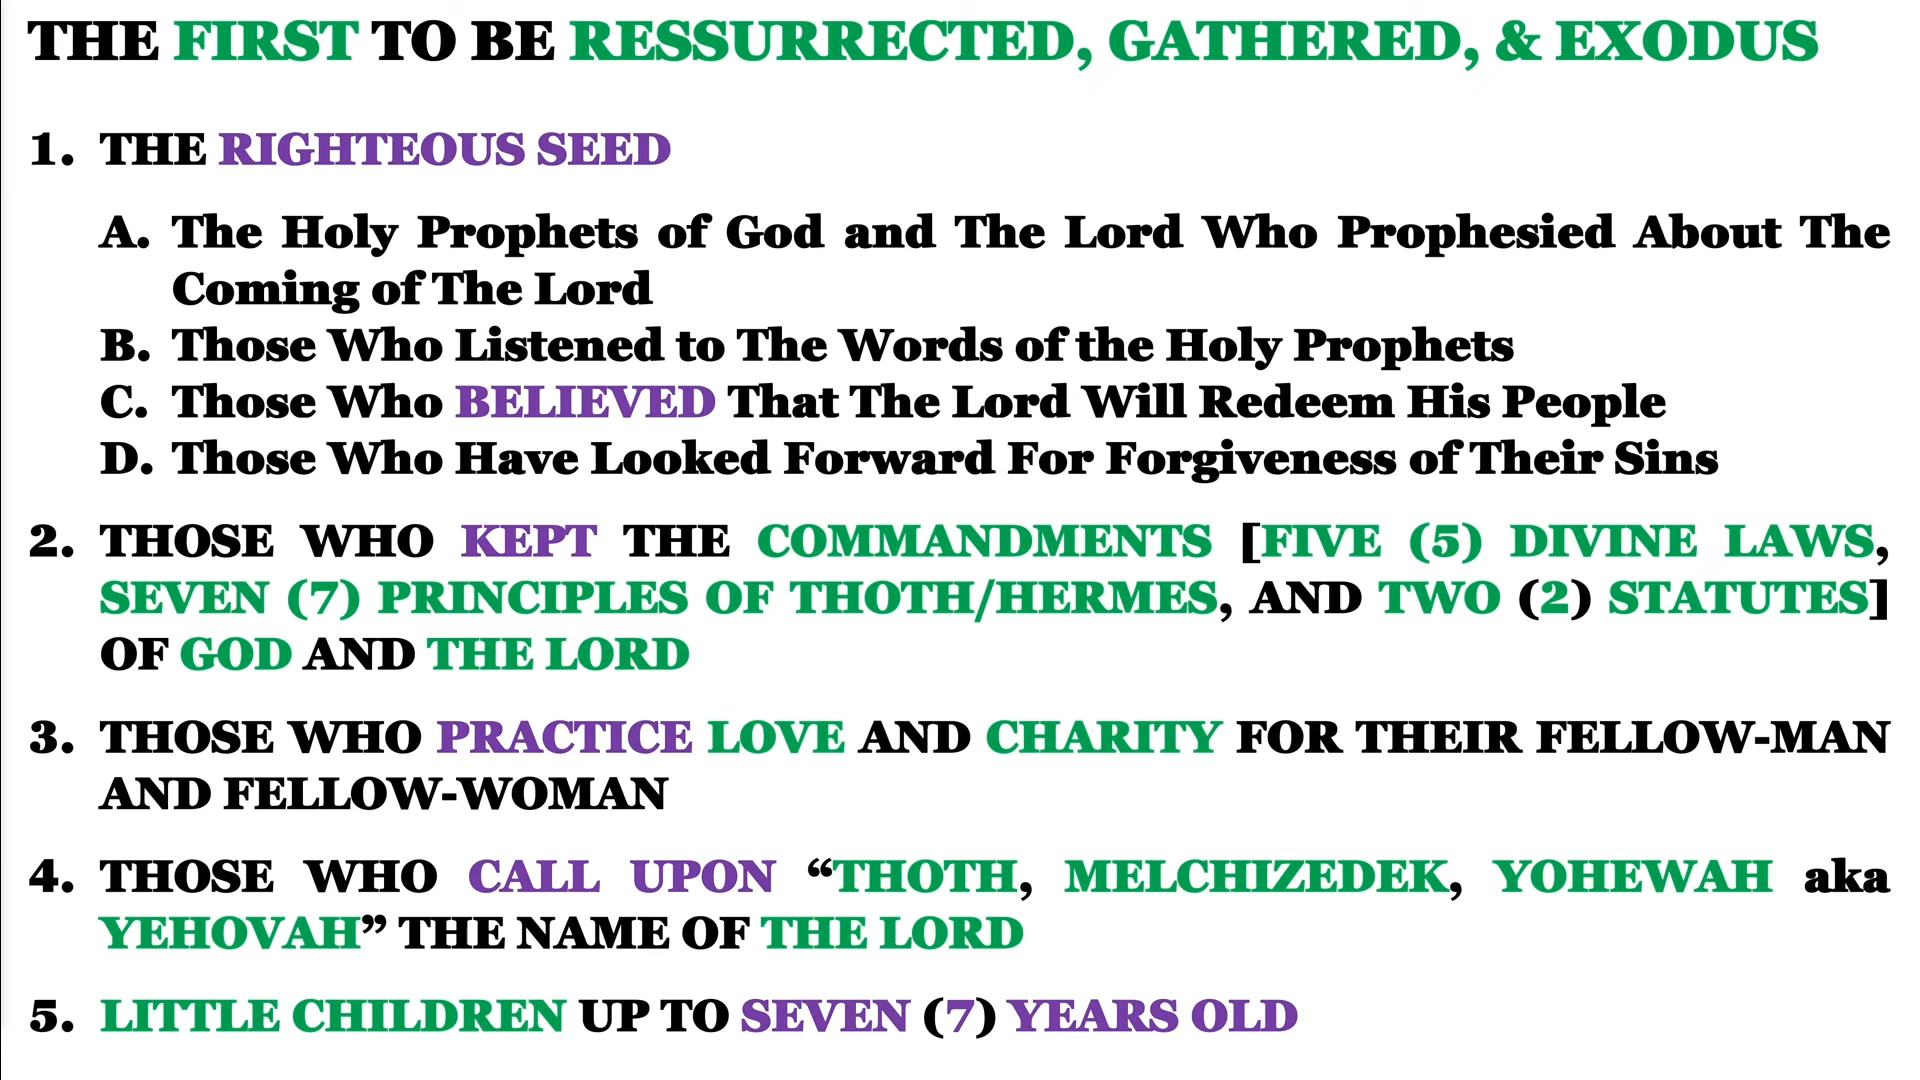 THE FIRST TO BE RESSURRECTED, GATHERED, & EXODUS
1. THE RIGHTEOUS SEED
A. The Holy Prophets of God and The Lord Who Prophesied About The
Coming of The Lord
B. Those Who Listened to The Words of the Holy Prophets
C. Those Who BELIEVED That The Lord Will Redeem His People
D. Those Who Have Looked Forward For Forgiveness of Their Sins
2. THOSE WHO KEPT THE COMMANDMENTS [FIVE (5) DIVINE LAWS,
SEVEN (7) PRINCIPLES OF THOTH/HERMES, AND TWO (2) STATUTES]
OF GOD AND THE LORD
3. THOSE WHO PRACTICE LOVE AND CHARITY FOR THEIR FELLOW-MAN
AND FELLOW-WOMAN
4. THOSE WHO CALL UPON “THOTH, MELCHIZEDEK, YOHEWAH aka
YEHOVAH” THE NAME OF THE LORD
5. LITTLE CHILDREN UP TO SEVEN (7) YEARS OLD